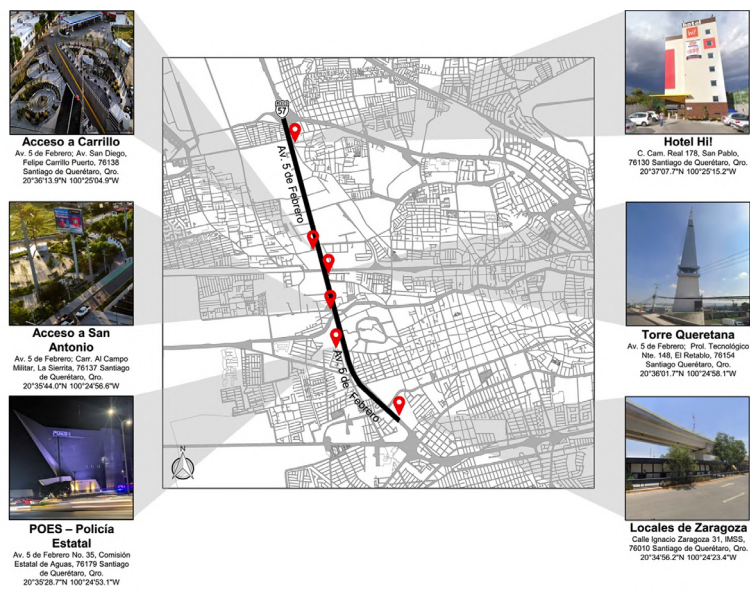 Acceso a Carrillo
Av. 5 de Febrero; Av. San Diego,
Felipe Carrillo Puerto, 76138
Santiago de Querétaro, Qro.
20°36'13.9"N 100°25'04.9"W
Acceso a San
Antonio
Av. 5 de Febrero; Carr. Al Campo
Militar, La Sierrita, 76137 Santiago
de Querétaro, Qro.
20°35'44.0"N 100°24'56.6"W
POES
POES – Policía
Estatal
Av. 5 de Febrero No. 35, Comisión
Estatal de Aguas, 76179 Santiago
de Querétaro, Qro.
20°35'28.7"N 100°24'53.1"W
57
Av. 5 de Febrero
Av. 5 de Febrero
N
hotel
hi!
Hotel Hi!
C. Cam. Real 178, San Pablo,
76130 Santiago de Querétaro, Qro.
20°37'07.7"N 100°25'15.2"W
Torre Queretana
Av. 5 de Febrero; Prol. Tecnológico
Nte. 148, El Retablo, 76154
Santiago Querétaro, Qro.
20°36'01.7"N 100°24'58.1"W
Locales de Zaragoza
Calle Ignacio Zaragoza 31, IMSS,
76010 Santiago de Querétaro, Qro.
20°34'56.2"N 100°24'23.4"W